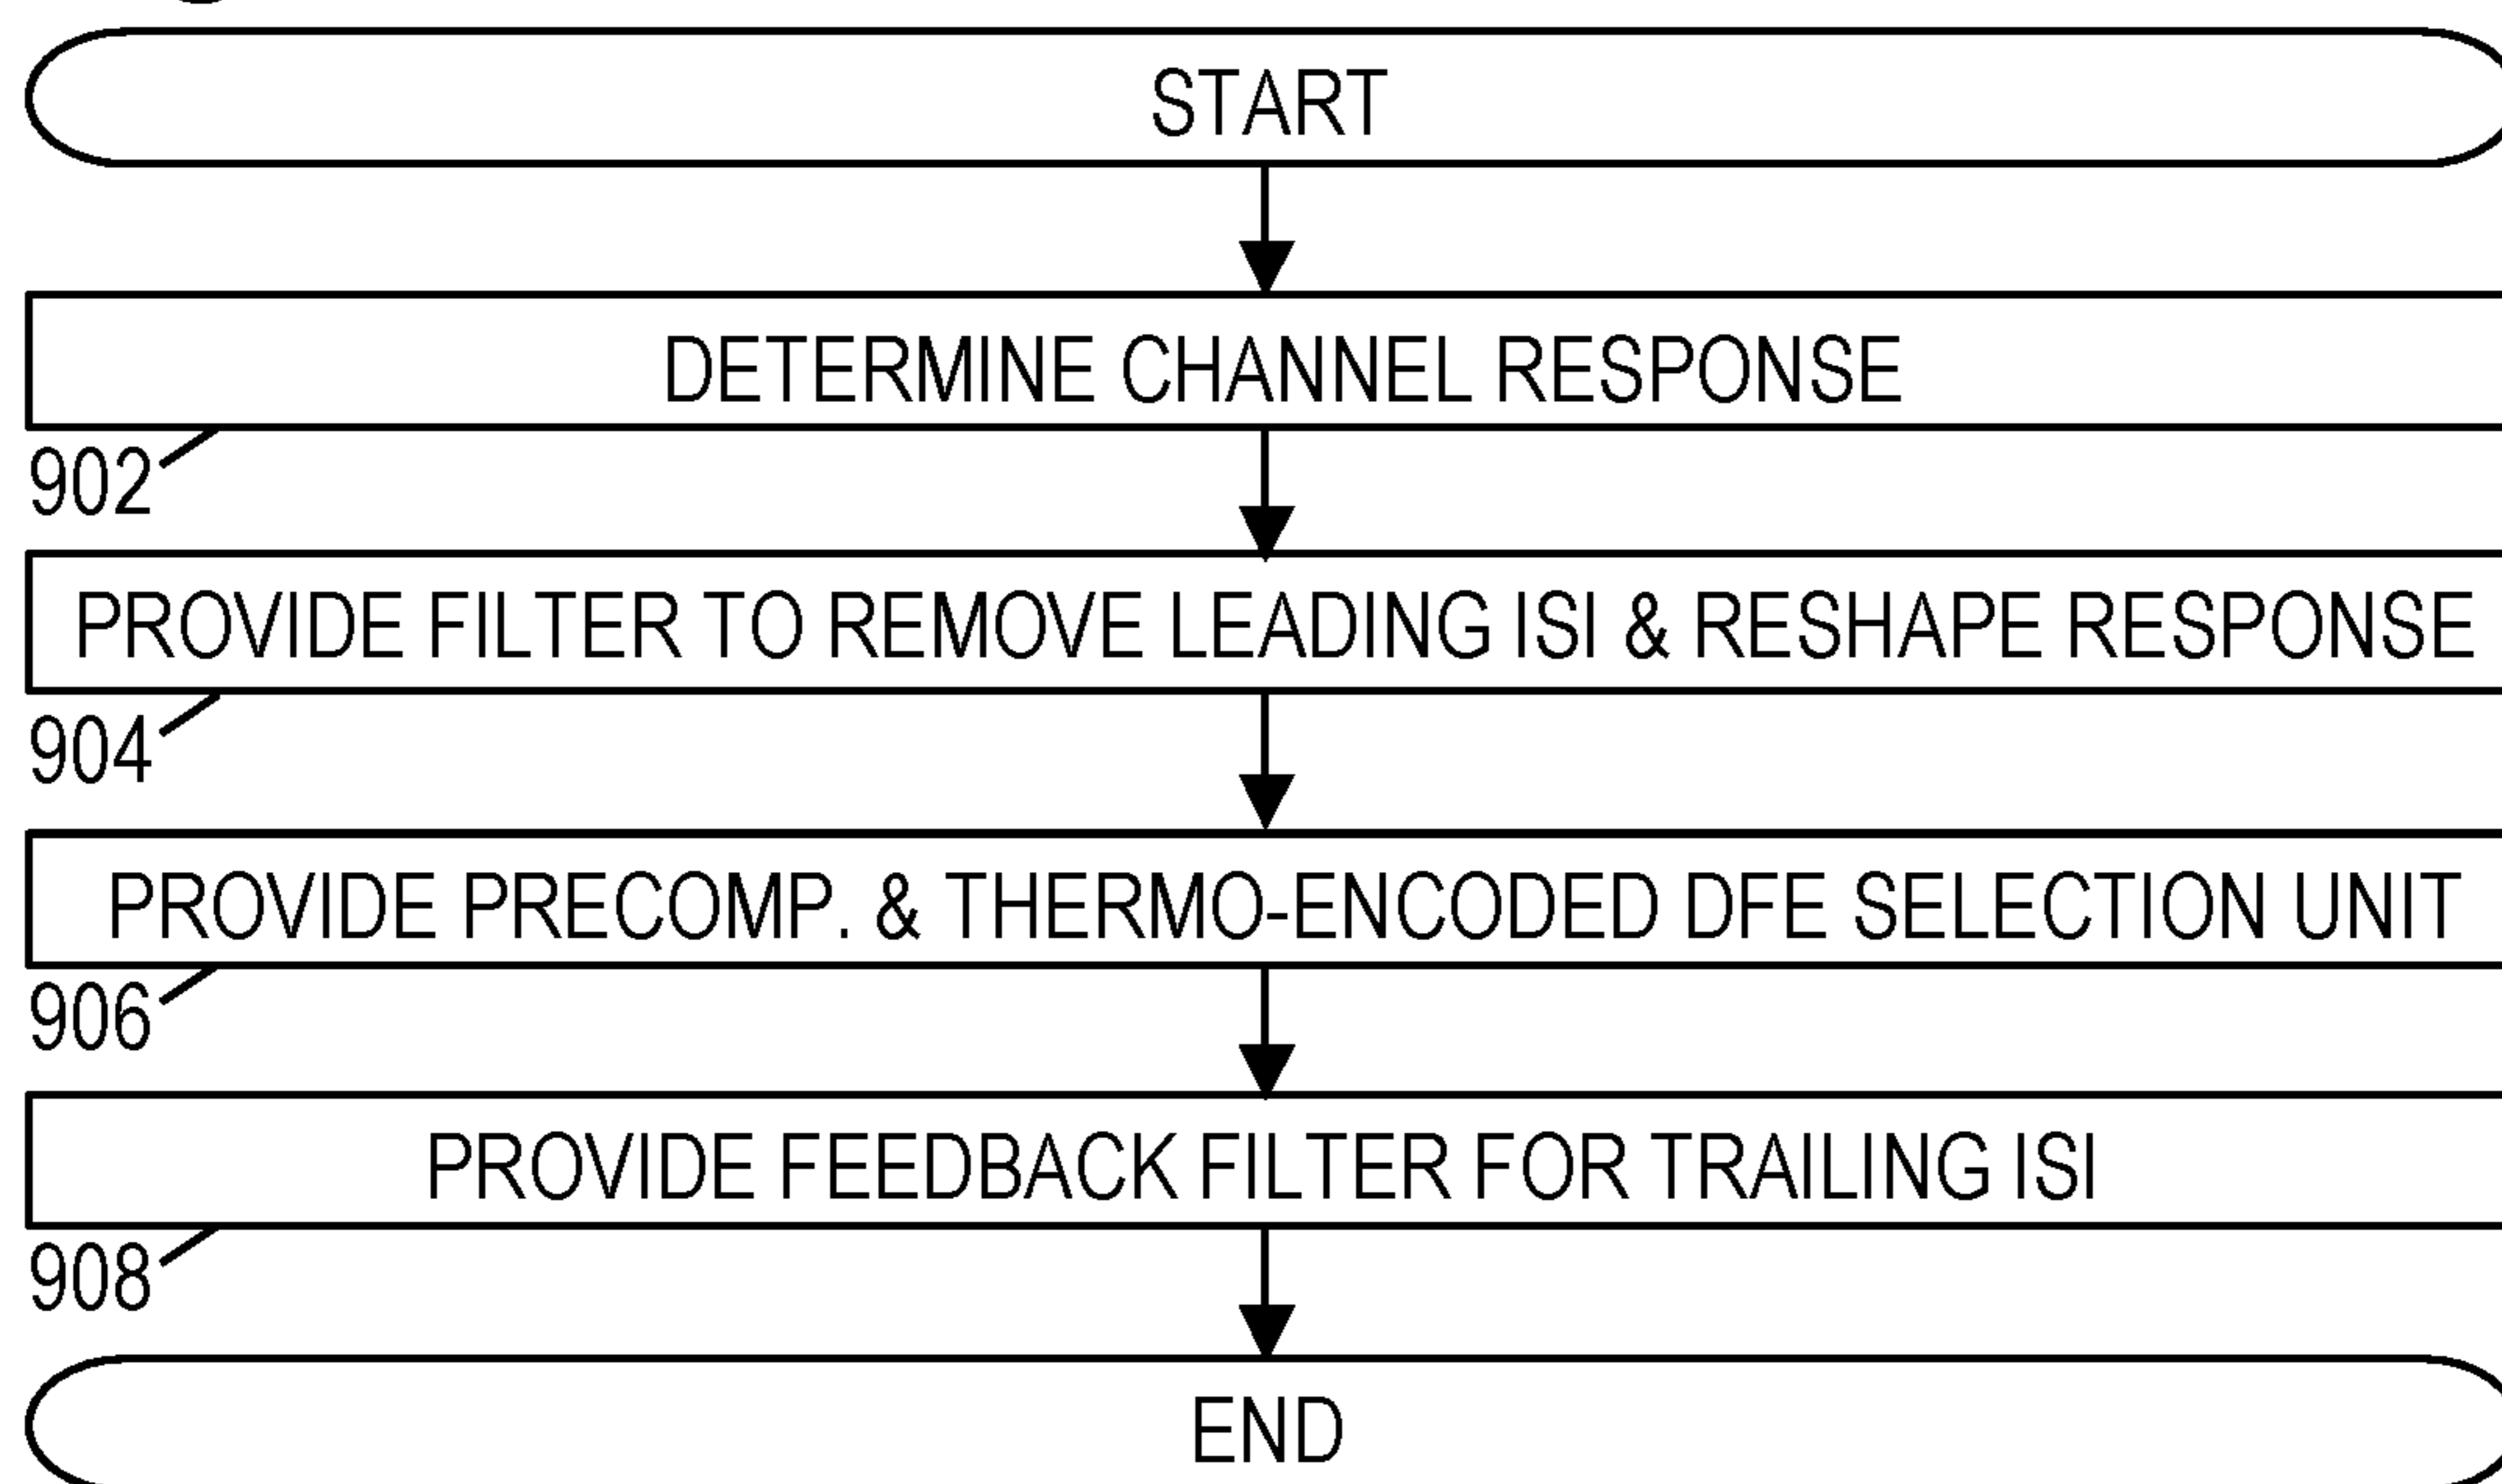 START
DETERMINE CHANNEL RESPONSE
902
PROVIDE FILTER TO REMOVE LEADING ISI & RESHAPE RESPONSE
904
PROVIDE PRECOMP. & THERMO-ENCODED DFE SELECTION UNIT
906
PROVIDE FEEDBACK FILTER FOR TRAILING ISI
908
END